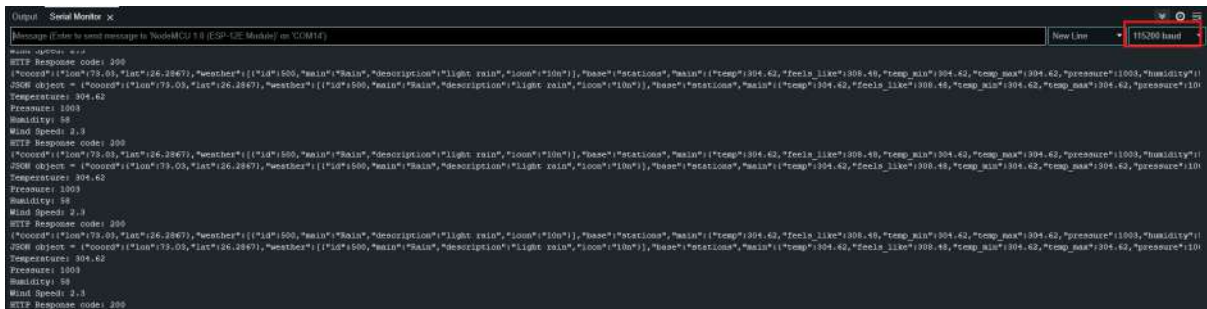 Output Serial Monitor x
Message (Enter to send message to 'NodeMCU 1.0 (ESP-12E Module)' on 'COM14')
New Line
115200 baud
Wind Speed: 2.3
HTTP Response code: 200
{"coord":{"lon":73.03,"lat":26.2867},"weather":[{"id":500,"main":"Rain","description":"light rain","icon":"10n"}],"base":"stations","main":{"temp":304.62,"feels_like":308.48,"temp_min":304.62,"temp_max":304.62,"pressure":1003,"humidity":
JSON object = {"coord":{"lon":73.03,"lat":26.2867},"weather":[{"id":500,"main":"Rain","description":"light rain","icon":"10n"}],"base":"stations","main":{"temp":304.62,"feels_like":308.48,"temp_min":304.62,"temp_max":304.62,"pressure":10
Temperature: 304.62
Pressure: 1003
Humidity: 58
Wind Speed: 2.3
HTTP Response code: 200
{"coord":{"lon":73.03,"lat":26.2867},"weather":[{"id":500,"main":"Rain","description":"light rain","icon":"10n"}],"base":"stations","main":{"temp":304.62,"feels_like":308.48,"temp_min":304.62,"temp_max":304.62,"pressure":1003,"humidity":
JSON object = {"coord":{"lon":73.03,"lat":26.2867},"weather":[{"id":500,"main":"Rain","description":"light rain","icon":"10n"}],"base":"stations","main":{"temp":304.62,"feels_like":308.48,"temp_min":304.62,"temp_max":304.62,"pressure":10
Temperature: 304.62
Pressure: 1003
Humidity: 58
Wind Speed: 2.3
HTTP Response code: 200
{"coord":{"lon":73.03,"lat":26.2867},"weather":[{"id":500,"main":"Rain","description":"light rain","icon":"10n"}],"base":"stations","main":{"temp":304.62,"feels_like":308.48,"temp_min":304.62,"temp_max":304.62,"pressure":1003,"humidity":
JSON object = {"coord":{"lon":73.03,"lat":26.2867},"weather":[{"id":500,"main":"Rain","description":"light rain","icon":"10n"}],"base":"stations","main":{"temp":304.62,"feels_like":308.48,"temp_min":304.62,"temp_max":304.62,"pressure":10
Temperature: 304.62
Pressure: 1003
Humidity: 58
Wind Speed: 2.3
HTTP Response code: 200